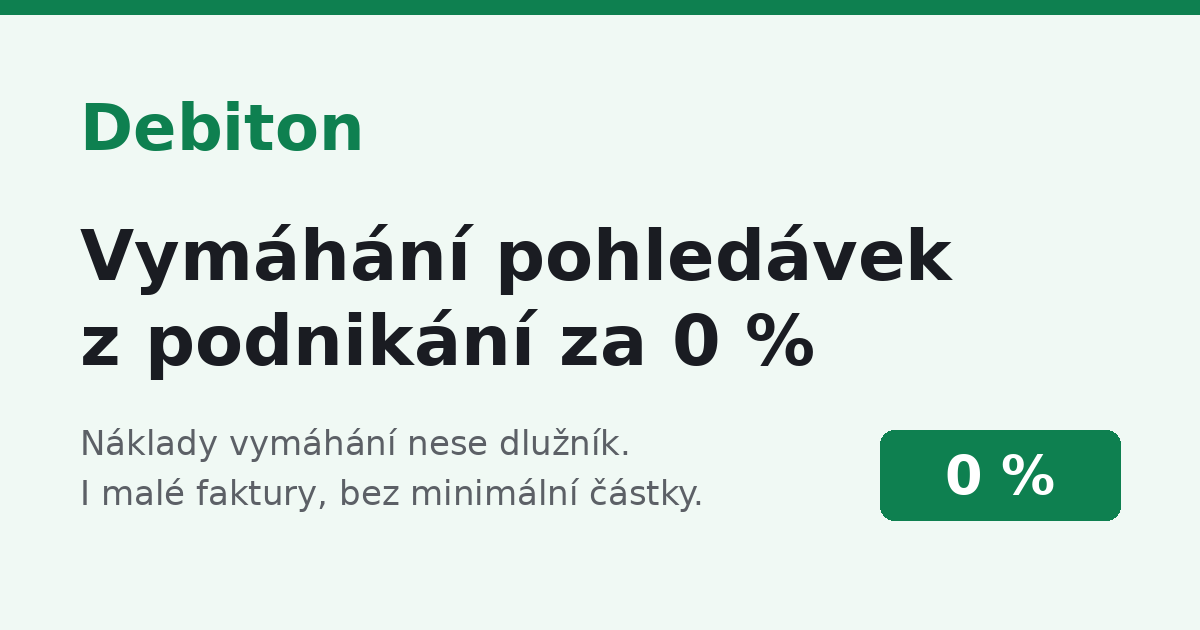 Debiton
Vymáhání pohledávek
z podnikání za 0 %
Náklady vymáhání nese dlužník.
I malé faktury, bez minimální částky.
0 %